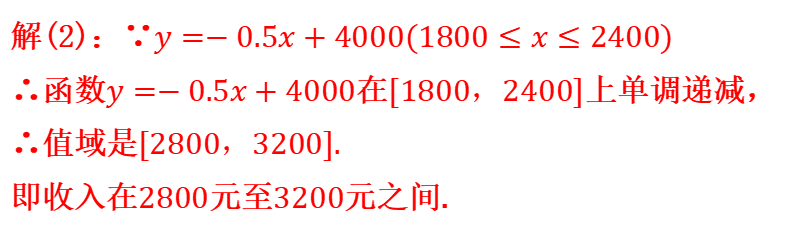 解(2)：∵y =− 0.5x + 4000(1800 ≤ x ≤ 2400)
∴函数y =− 0.5x + 4000在[1800，2400]上单调递减，
∴值域是[2800，3200].
即收入在2800元至3200元之间.